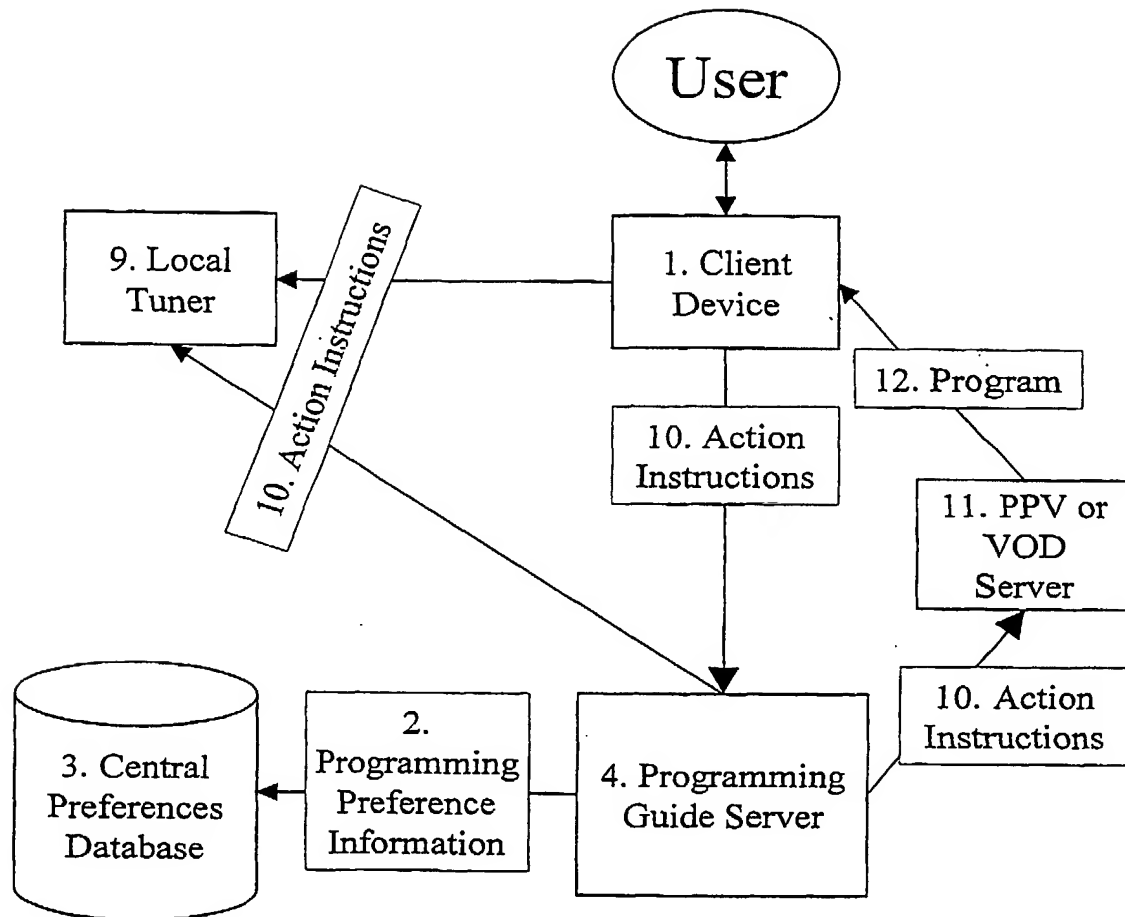 User
9. Local
Tuner
10. Action Instructions
1. Client
Device
12. Program
10. Action
Instructions
11. PPV or
VOD
Server
3. Central
Preferences
Database
2.
Programming
Preference
Information
4. Programming
Guide Server
10. Action
Instructions